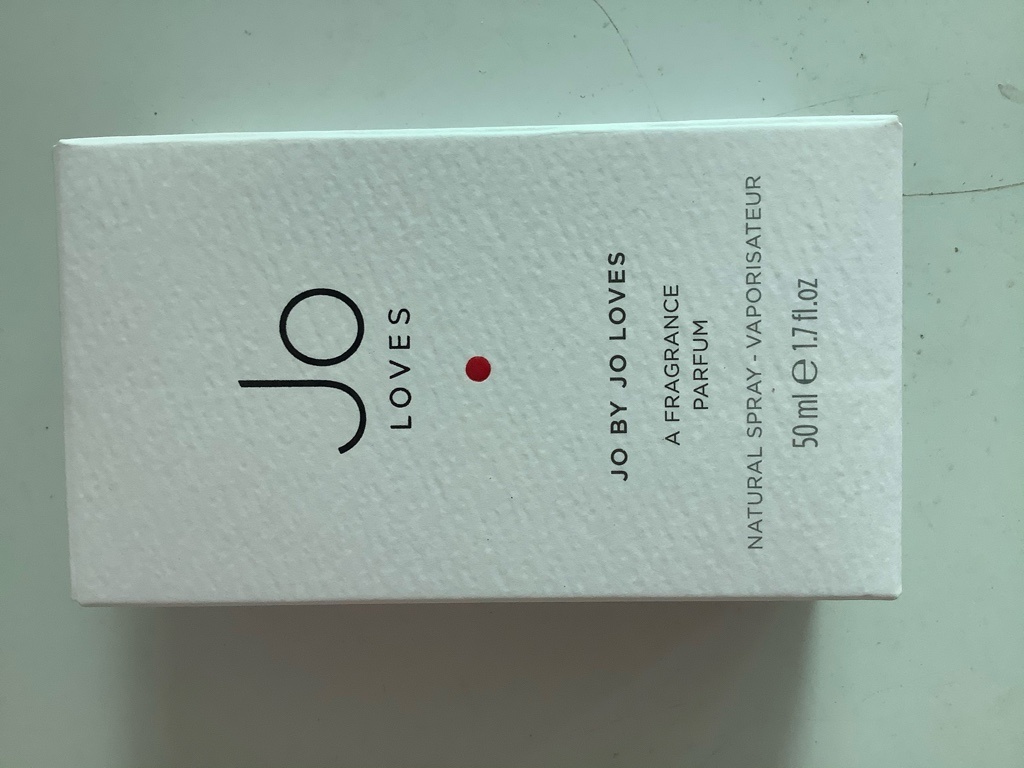 JO
LOVES
JO BY JO LOVES
A FRAGRANCE
PARFUM
NATURAL SPRAY - VAPORISATEUR
50 ml ℮ 1.7 fl.oz